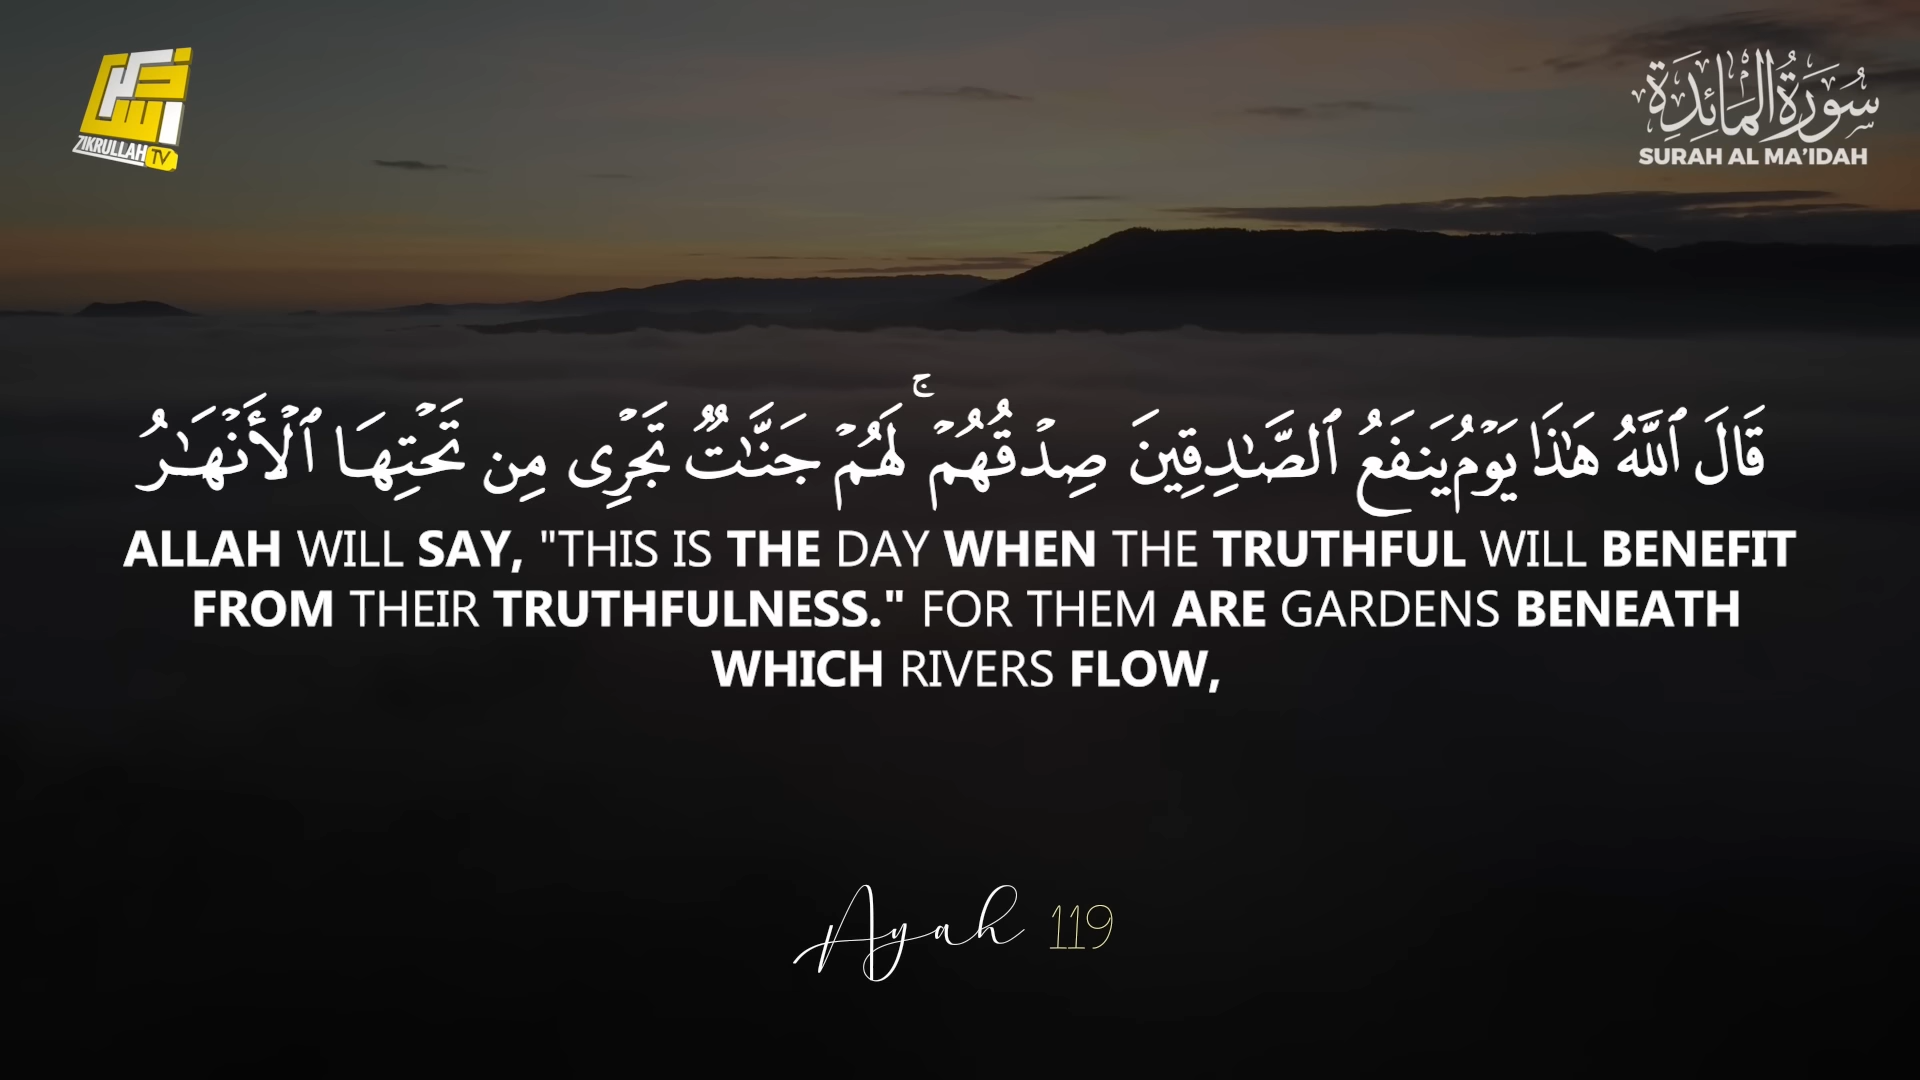 ذكر الله
ZIKRULLAH TV
سُورَةُ المَائِدَة
SURAH AL MA'IDAH
قَالَ ٱللَّهُ هَٰذَا يَوْمُ يَنفَعُ ٱلصَّٰدِقِينَ صِدْقُهُمْ ۚ لَهُمْ جَنَّٰتٌ تَجْرِى مِن تَحْتِهَا ٱلْأَنْهَٰرُ
ALLAH WILL SAY, "THIS IS THE DAY WHEN THE TRUTHFUL WILL BENEFIT
FROM THEIR TRUTHFULNESS." FOR THEM ARE GARDENS BENEATH
WHICH RIVERS FLOW,
Ayah 119